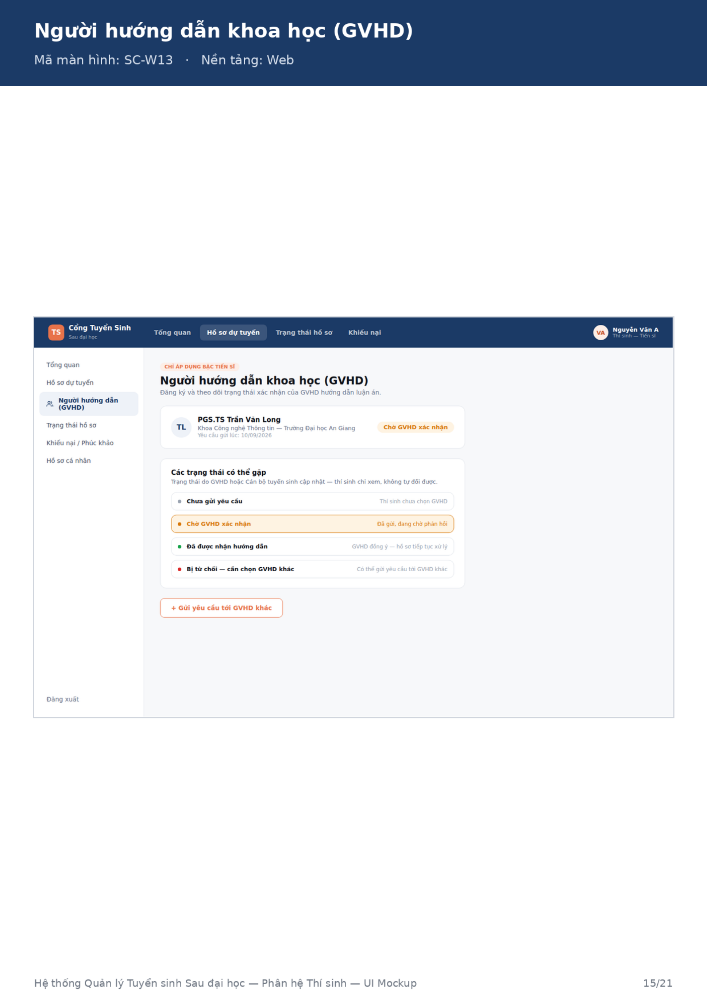 Người hướng dẫn khoa học (GVHD)
Mã màn hình: SC-W13 · Nền tảng: Web
TS
Cổng Tuyển Sinh
Sau đại học
Tổng quan
Hồ sơ dự tuyển
Trạng thái hồ sơ
Khiếu nại
VA
Nguyễn Văn A
Thí sinh — Tiến sĩ
Tổng quan
Hồ sơ dự tuyển
Người hướng dẫn
(GVHD)
Trạng thái hồ sơ
Khiếu nại / Phúc khảo
Hồ sơ cá nhân
Đăng xuất
CHỈ ÁP DỤNG BẬC TIẾN SĨ
Người hướng dẫn khoa học (GVHD)
Đăng ký và theo dõi trạng thái xác nhận của GVHD hướng dẫn luận án.
TL
PGS.TS Trần Văn Long
Khoa Công nghệ Thông tin — Trường Đại học An Giang
Yêu cầu gửi lúc: 10/09/2026
Chờ GVHD xác nhận
Các trạng thái có thể gặp
Trạng thái do GVHD hoặc Cán bộ tuyển sinh cập nhật — thí sinh chỉ xem, không tự đổi được.
Chưa gửi yêu cầu
Thí sinh chưa chọn GVHD
Chờ GVHD xác nhận
Đã gửi, đang chờ phản hồi
Đã được nhận hướng dẫn
GVHD đồng ý — hồ sơ tiếp tục xử lý
Bị từ chối — cần chọn GVHD khác
Có thể gửi yêu cầu tới GVHD khác
+ Gửi yêu cầu tới GVHD khác
Hệ thống Quản lý Tuyển sinh Sau đại học — Phân hệ Thí sinh — UI Mockup
15/21